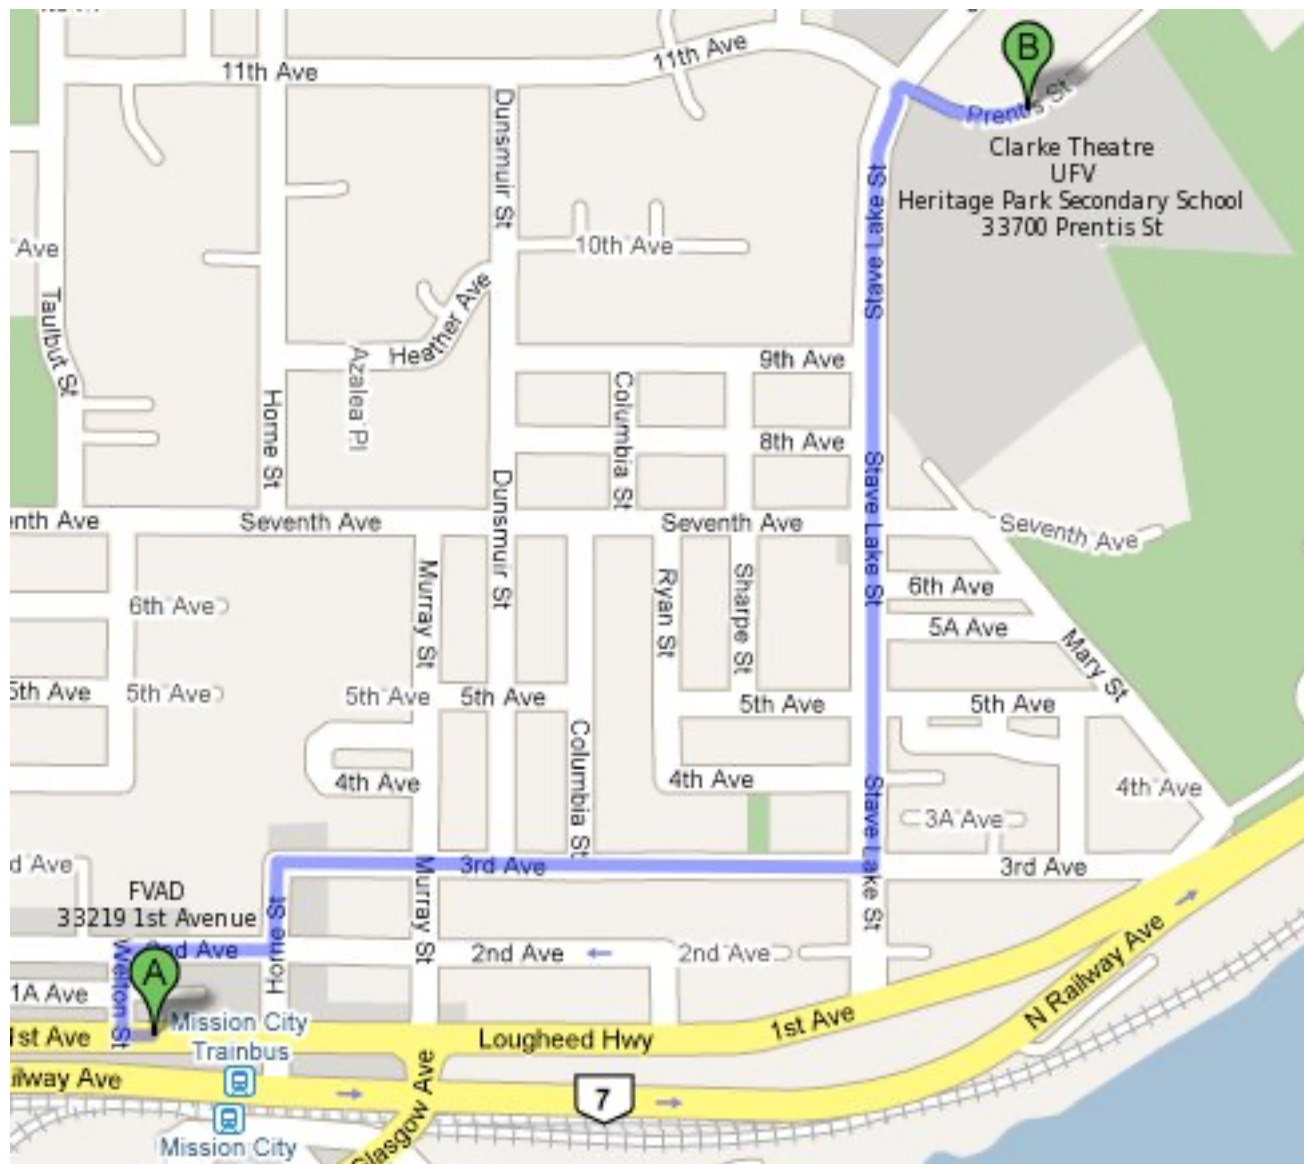 11th Ave
11th Ave
B
Prentis St
Clarke Theatre
UFV
Heritage Park Secondary School
33700 Prentis St
Dunsmuir St
Stave Lake St
Ave
10th Ave
Taulbut St
Heather Ave
Azalea Pl
9th Ave
Horne St
Columbia St
8th Ave
Stave Lake St
enth Ave
Seventh Ave
Dunsmuir St
Seventh Ave
Seventh Ave
Murray St
Ryan St
Sharpe St
6th Ave
6th Ave
5A Ave
Mary St
5th Ave
5th Ave
5th Ave
5th Ave
5th Ave
5th Ave
Columbia St
4th Ave
4th Ave
4th Ave
Stave Lake St
3A Ave
d Ave
3rd Ave
3rd Ave
Murray St
FVAD
33219 1st Avenue
Horne St
Welton St
2nd Ave
2nd Ave
2nd Ave
A
1A Ave
N Railway Ave
1st Ave
Mission City
Trainbus
Lougheed Hwy
1st Ave
ilway Ave
7
Glasgow Ave
Mission City